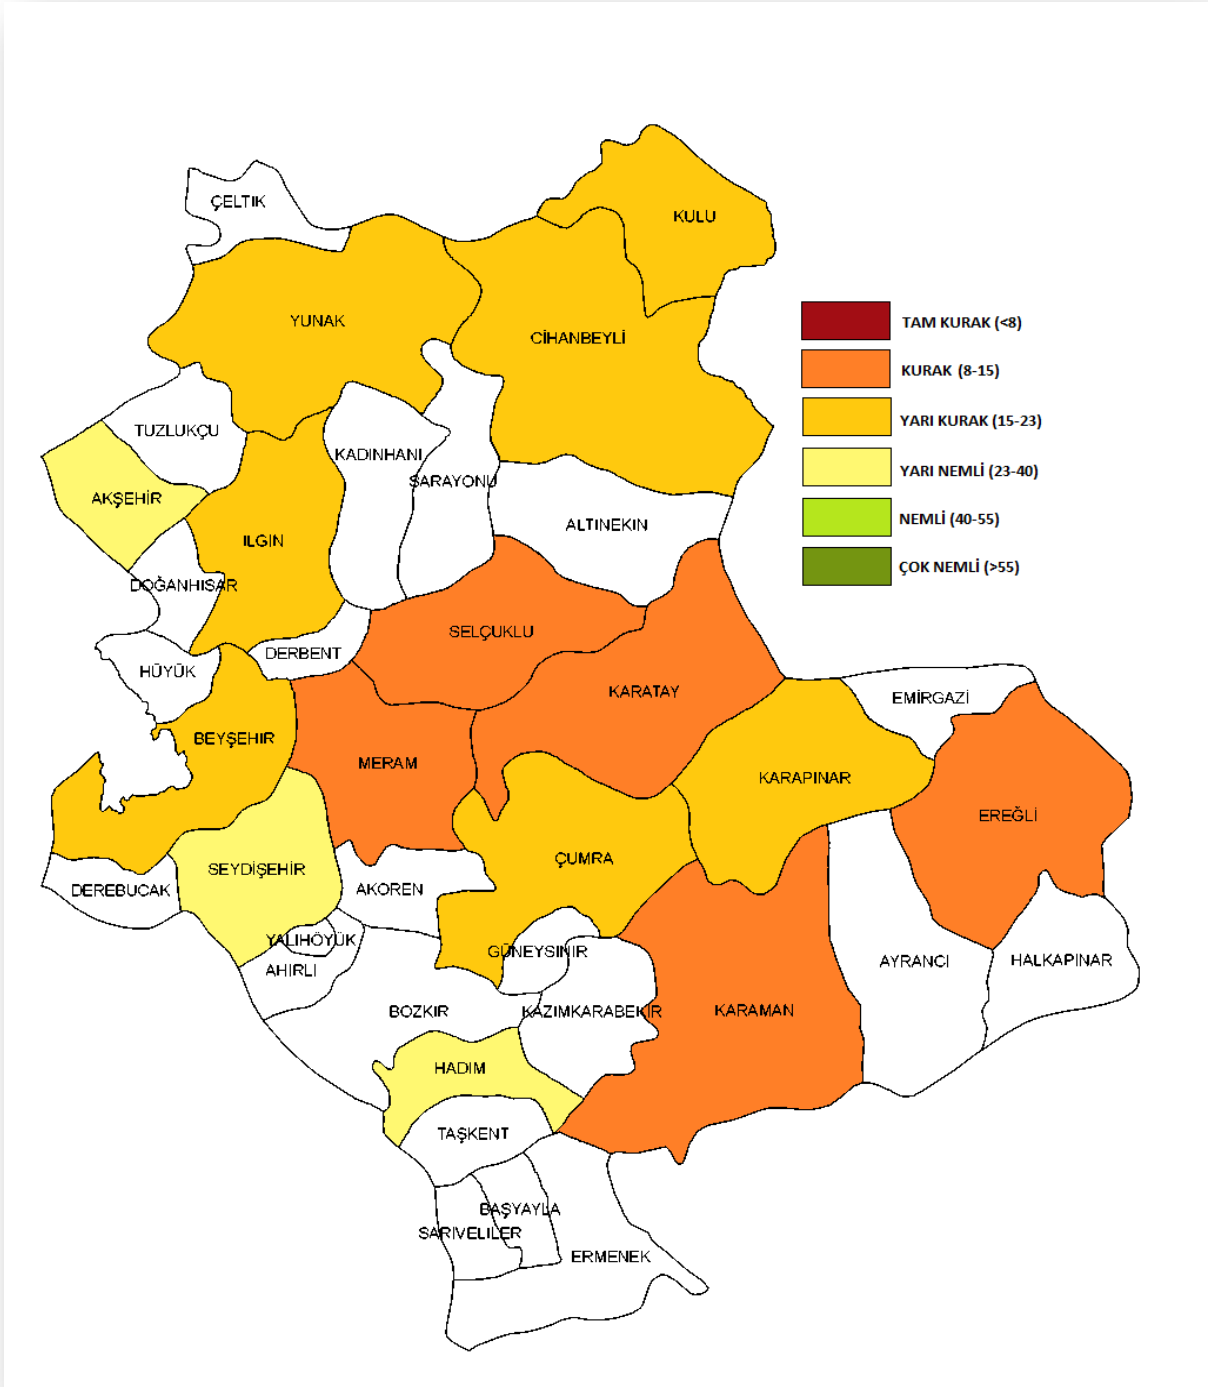 ÇELTIK
KULU
YUNAK
CİHANBEYLİ
TAM KURAK (<8)
KURAK (8-15)
YARI KURAK (15-23)
YARI NEMLİ (23-40)
NEMLİ (40-55)
ÇOK NEMLİ (>55)
TUZLUKÇU
KADINHANI
SARAYONU
AKŞEHİR
ILGIN
ALTINEKIN
DOĞANHISAR
SELÇUKLU
DERBENT
HÜYÜK
KARATAY
EMİRGAZİ
BEYŞEHIR
MERAM
KARAPINAR
EREĞLİ
ÇUMRA
SEYDİŞEHİR
DEREBUCAK
AKOREN
YALIHÖYÜK
GÜNEYSINIR
AHIRLI
AYRANCI
HALKAPINAR
BOZKIR
KAZIMKARABEKİR
KARAMAN
HADIM
TAŞKENT
BAŞYAYLA
SARIVELILER
ERMENEK